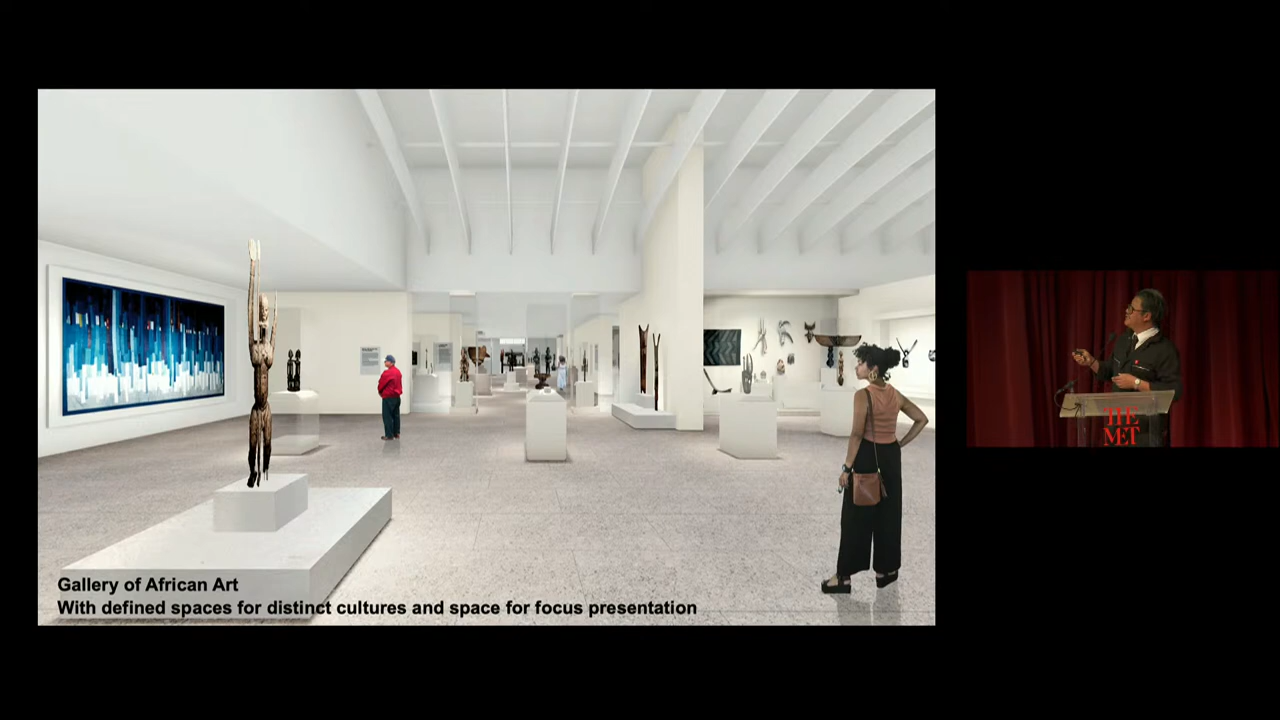 Gallery of African Art
With defined spaces for distinct cultures and space for focus presentation
THE
MET